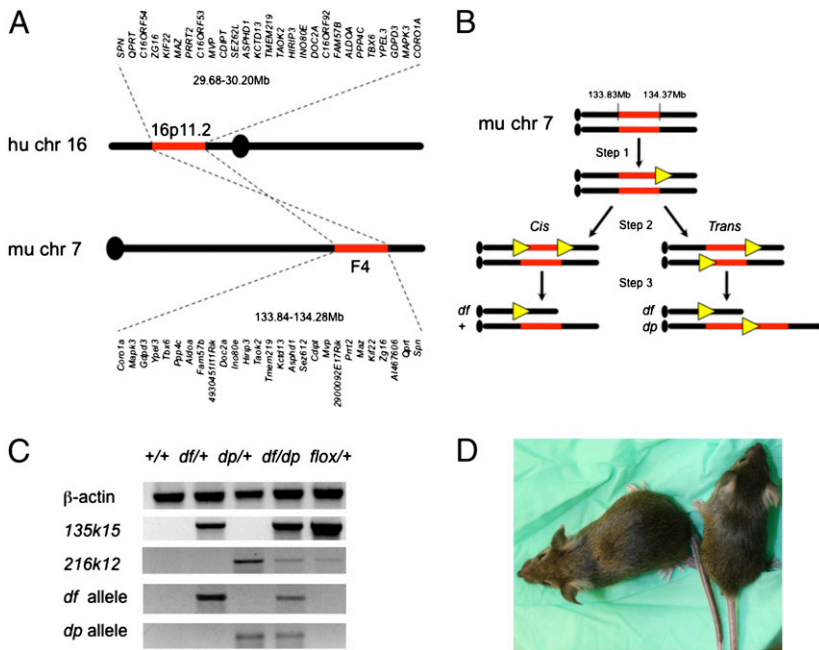 A
SPN
QPRT
C16ORF54
ZG16
KIF22
MAZ
PRRT2
C16ORF53
MVP
CDIPT
SEZ62L
ASPHD1
KCTD13
TMEM219
TAOK2
HIRIP3
INO80E
DOC2A
C16ORF92
FAM57B
ALDOA
PPP4C
TBX6
YPEL3
GDPD3
MAPK3
CORO1A
29.68-30.20Mb
16p11.2
hu chr 16
mu chr 7
F4
133.84-134.28Mb
Coro1a
Mapk3
Gdpd3
Ypel3
Tbx6
Ppp4c
Aldoa
Fam57b
4930451I11Rik
Doc2a
Ino80e
Hirip3
Taok2
Tmem219
Kctd13
Asphd1
Sez612
Cdipt
Mvp
2900092E17Rik
Prrt2
Maz
Kif22
Zg16
AI467606
Qprt
Spn
B
133.83Mb 134.37Mb
mu chr 7
Step 1
Cis Step 2 Trans
Step 3
df df
+ dp
C
+/+ df/+ dp/+ df/dp flox/+
β-actin
135k15
216k12
df allele
dp allele
D